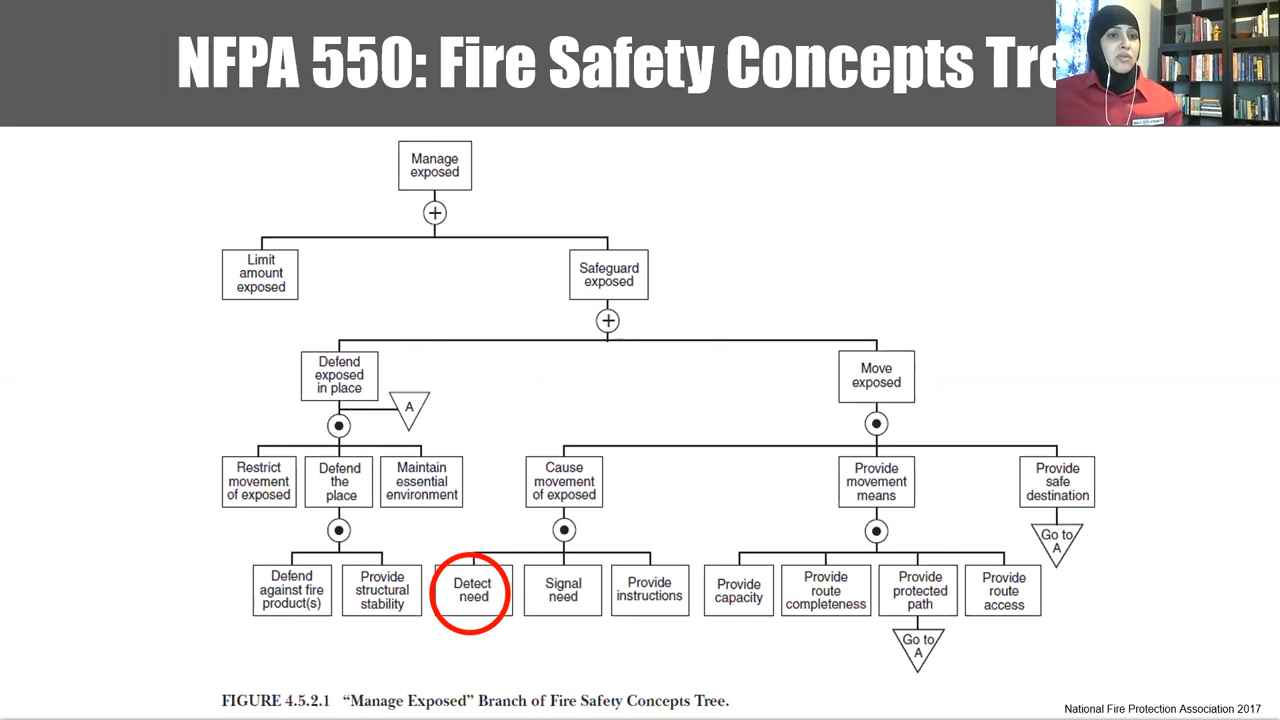 NFPA 550: Fire Safety Concepts Tre
Manage
exposed
Limit
amount
exposed
Safeguard
exposed
Defend
exposed
in place
A
Move
exposed
Restrict
movement
of exposed
Defend
the
place
Maintain
essential
environment
Cause
movement
of exposed
Provide
movement
means
Provide
safe
destination
Go to
A
Defend
against fire
product(s)
Provide
structural
stability
Detect
need
Signal
need
Provide
instructions
Provide
capacity
Provide
route
completeness
Provide
protected
path
Provide
route
access
Go to
A
FIGURE 4.5.2.1 “Manage Exposed” Branch of Fire Safety Concepts Tree.
National Fire Protection Association 2017